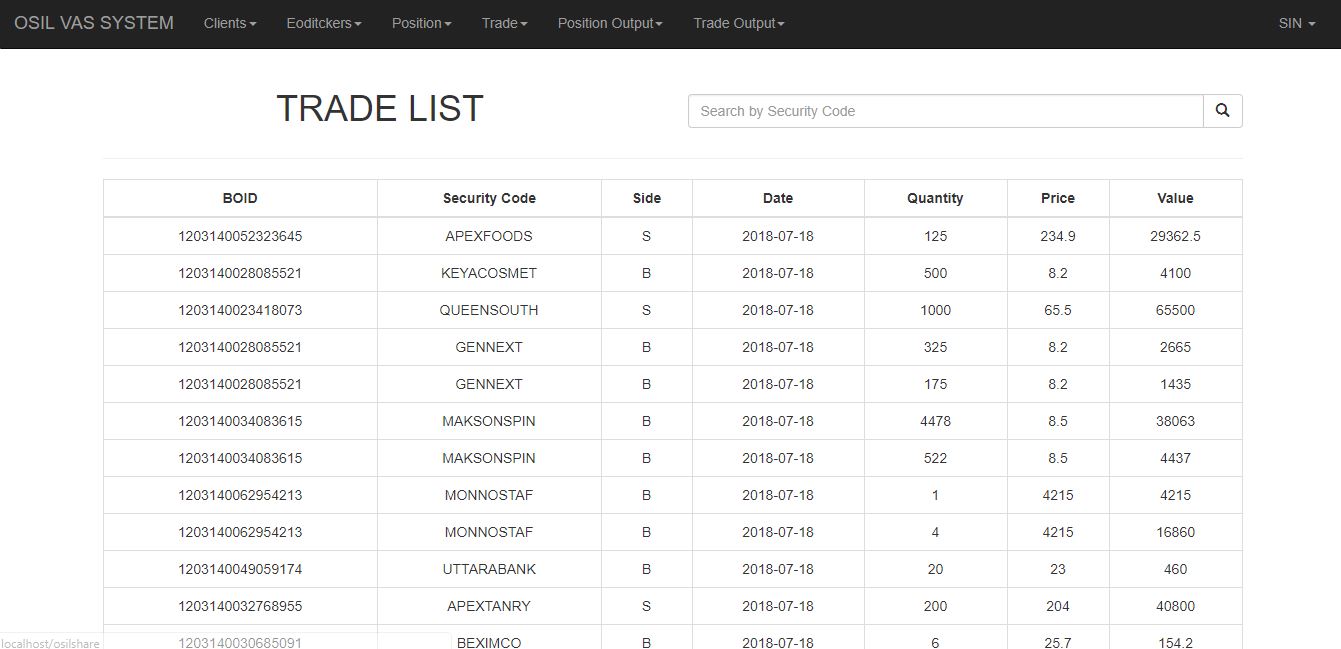 OSIL VAS SYSTEM Clients Eoditckers Position Trade Position Output Trade Output SIN
TRADE LIST Search by Security Code
BOID Security Code Side Date Quantity Price Value
1203140052323645 APEXFOODS S 2018-07-18 125 234.9 29362.5
1203140028085521 KEYACOSMET B 2018-07-18 500 8.2 4100
1203140023418073 QUEENSOUTH S 2018-07-18 1000 65.5 65500
1203140028085521 GENNEXT B 2018-07-18 325 8.2 2665
1203140028085521 GENNEXT B 2018-07-18 175 8.2 1435
1203140034083615 MAKSONSPIN B 2018-07-18 4478 8.5 38063
1203140034083615 MAKSONSPIN B 2018-07-18 522 8.5 4437
1203140062954213 MONNOSTAF B 2018-07-18 1 4215 4215
1203140062954213 MONNOSTAF B 2018-07-18 4 4215 16860
1203140049059174 UTTARABANK B 2018-07-18 20 23 460
1203140032768955 APEXTANRY S 2018-07-18 200 204 40800
1203140030685091 BEXIMCO B 2018-07-18 6 25.7 154.2
localhost/osilshare